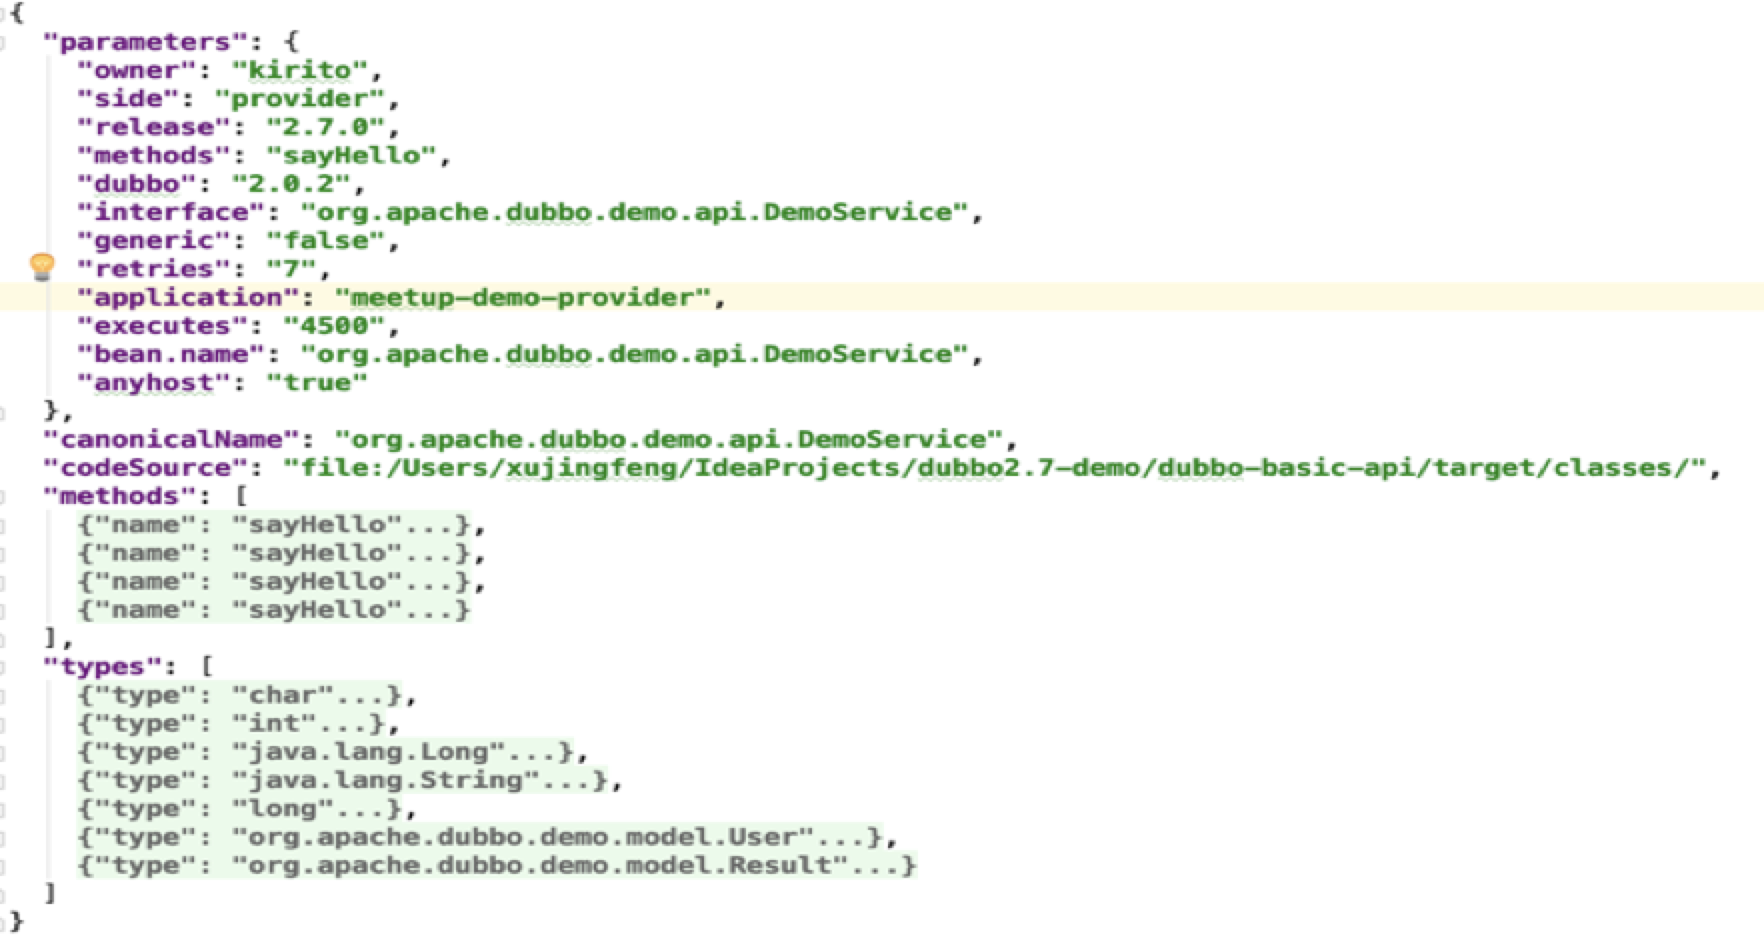 {
"parameters": {
"owner": "kirito",
"side": "provider",
"release": "2.7.0",
"methods": "sayHello",
"dubbo": "2.0.2",
"interface": "org.apache.dubbo.demo.api.DemoService",
"generic": "false",
"retries": "7",
"application": "meetup-demo-provider",
"executes": "4500",
"bean.name": "org.apache.dubbo.demo.api.DemoService",
"anyhost": "true"
},
"canonicalName": "org.apache.dubbo.demo.api.DemoService",
"codeSource": "file:/Users/xujingfeng/IdeaProjects/dubbo2.7-demo/dubbo-basic-api/target/classes/",
"methods": [
{"name": "sayHello"...},
{"name": "sayHello"...},
{"name": "sayHello"...},
{"name": "sayHello"...}
],
"types": [
{"type": "char"...},
{"type": "int"...},
{"type": "java.lang.Long"...},
{"type": "java.lang.String"...},
{"type": "long"...},
{"type": "org.apache.dubbo.demo.model.User"...},
{"type": "org.apache.dubbo.demo.model.Result"...}
]
}